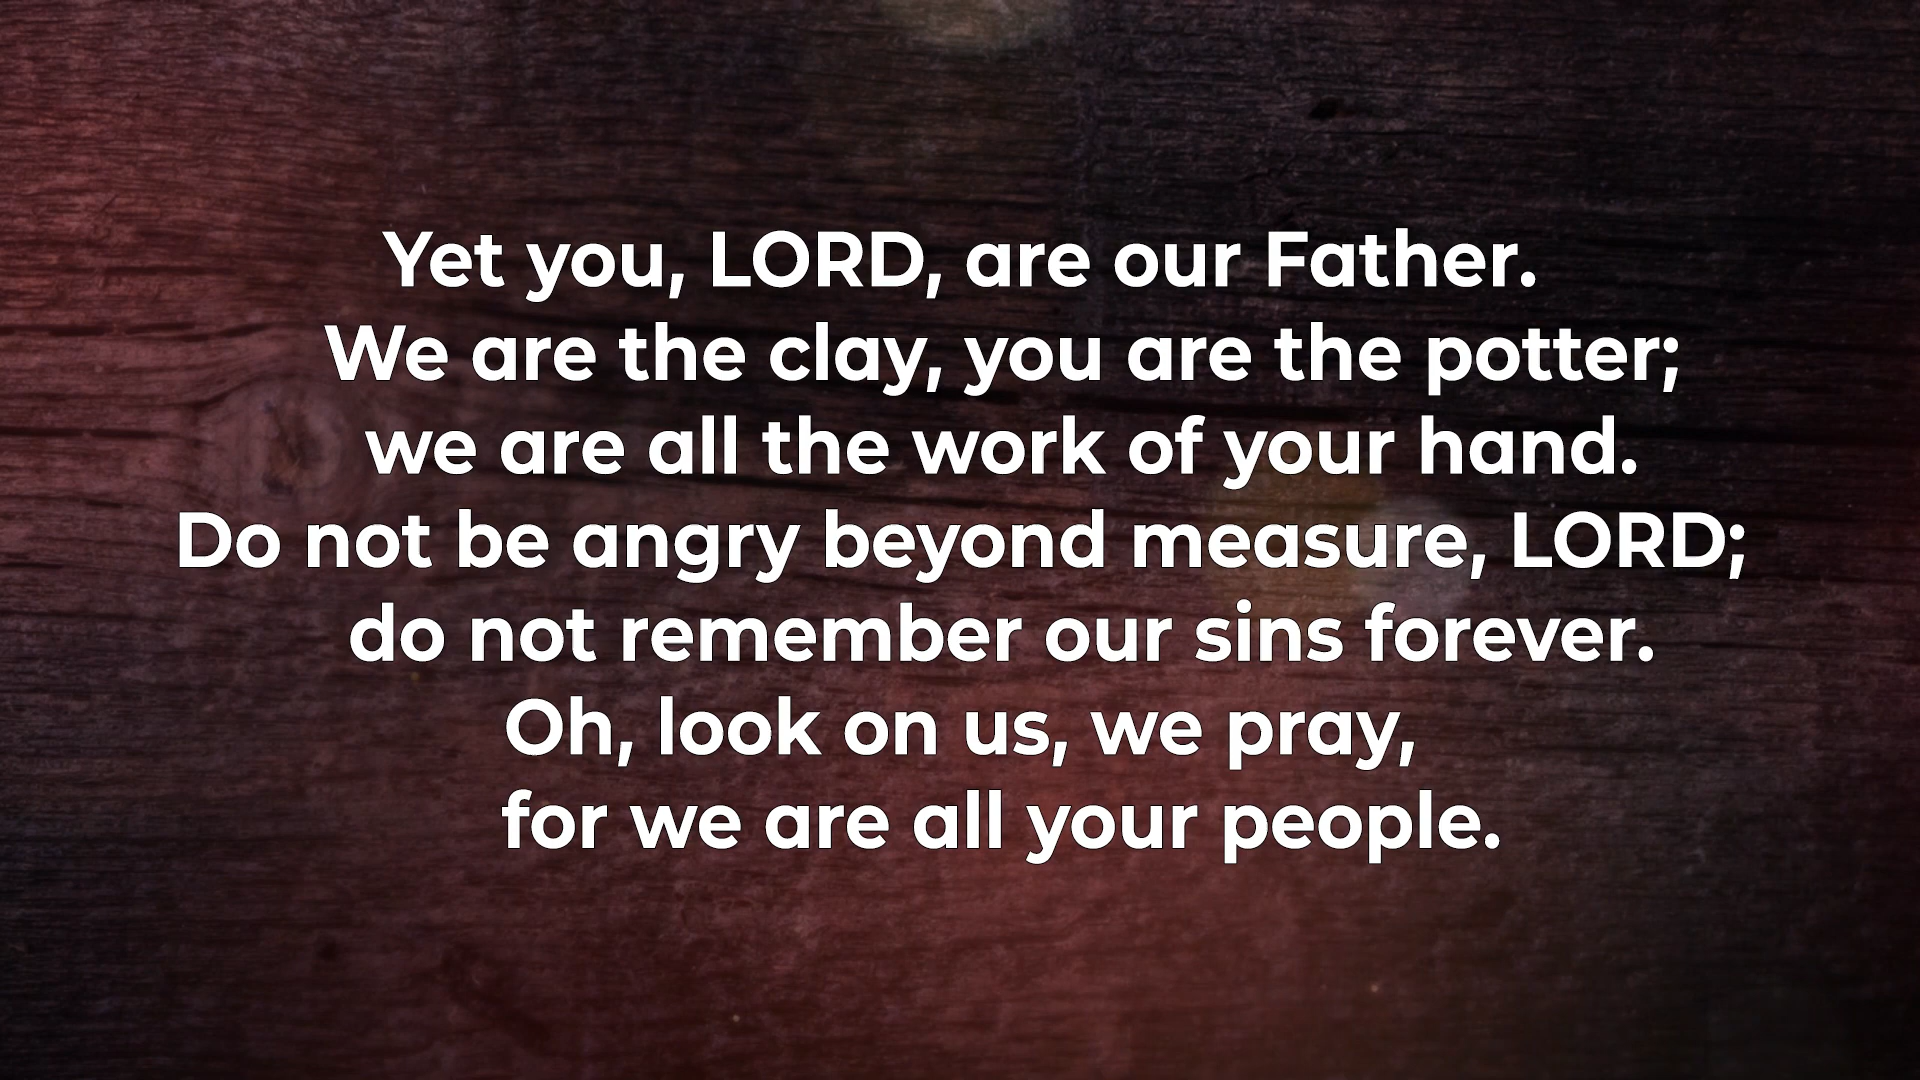 Yet you, LORD, are our Father.
We are the clay, you are the potter;
we are all the work of your hand.
Do not be angry beyond measure, LORD;
do not remember our sins forever.
Oh, look on us, we pray,
for we are all your people.